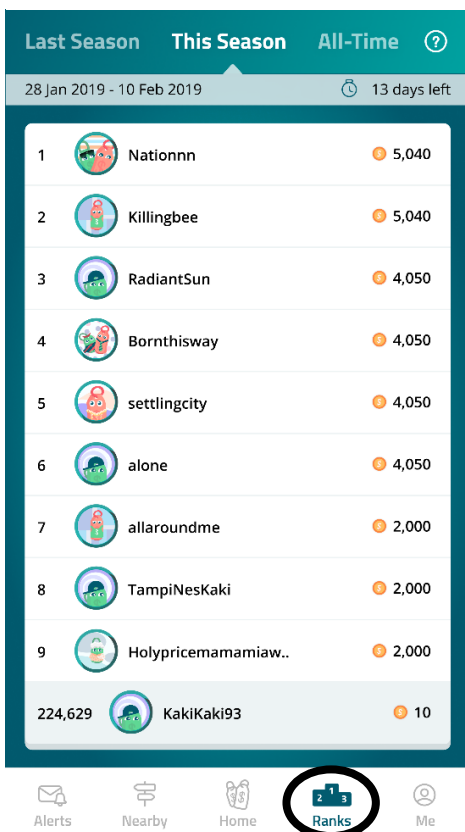 Last Season This Season All-Time ?
28 Jan 2019 - 10 Feb 2019 13 days left
1 Nationnn 5,040
2 Killingbee 5,040
3 RadiantSun 4,050
4 Bornthisway 4,050
5 settlingcity 4,050
6 alone 4,050
7 allaroundme 2,000
8 TampiNesKaki 2,000
9 Holypricemamamiaw.. 2,000
224,629 KakiKaki93 10
2 1 3
Alerts Nearby Home Ranks Me